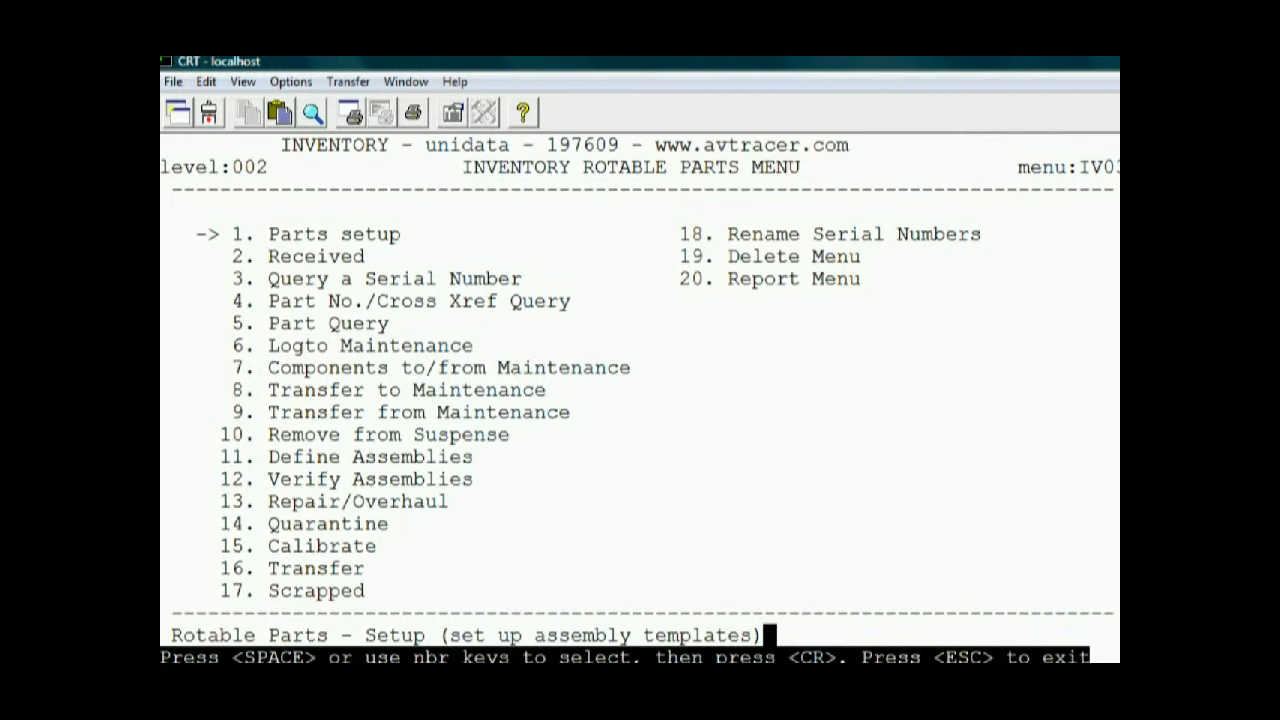 CRT - localhost
File Edit View Options Transfer Window Help
INVENTORY - unidata - 197609 - www.avtracer.com
level:002 INVENTORY ROTABLE PARTS MENU menu:IV03
-> 1. Parts setup 18. Rename Serial Numbers
2. Received 19. Delete Menu
3. Query a Serial Number 20. Report Menu
4. Part No./Cross Xref Query
5. Part Query
6. Logto Maintenance
7. Components to/from Maintenance
8. Transfer to Maintenance
9. Transfer from Maintenance
10. Remove from Suspense
11. Define Assemblies
12. Verify Assemblies
13. Repair/Overhaul
14. Quarantine
15. Calibrate
16. Transfer
17. Scrapped
Rotable Parts - Setup (set up assembly templates)
Press <SPACE> or use nbr keys to select, then press <CR>. Press <ESC> to exit